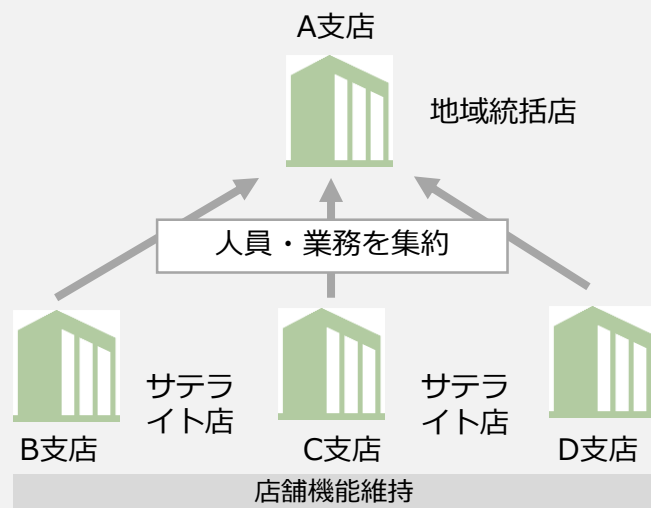 A支店
地域統括店
人員・業務を集約
サテラ
イト店
サテラ
イト店
B支店
C支店
D支店
店舗機能維持